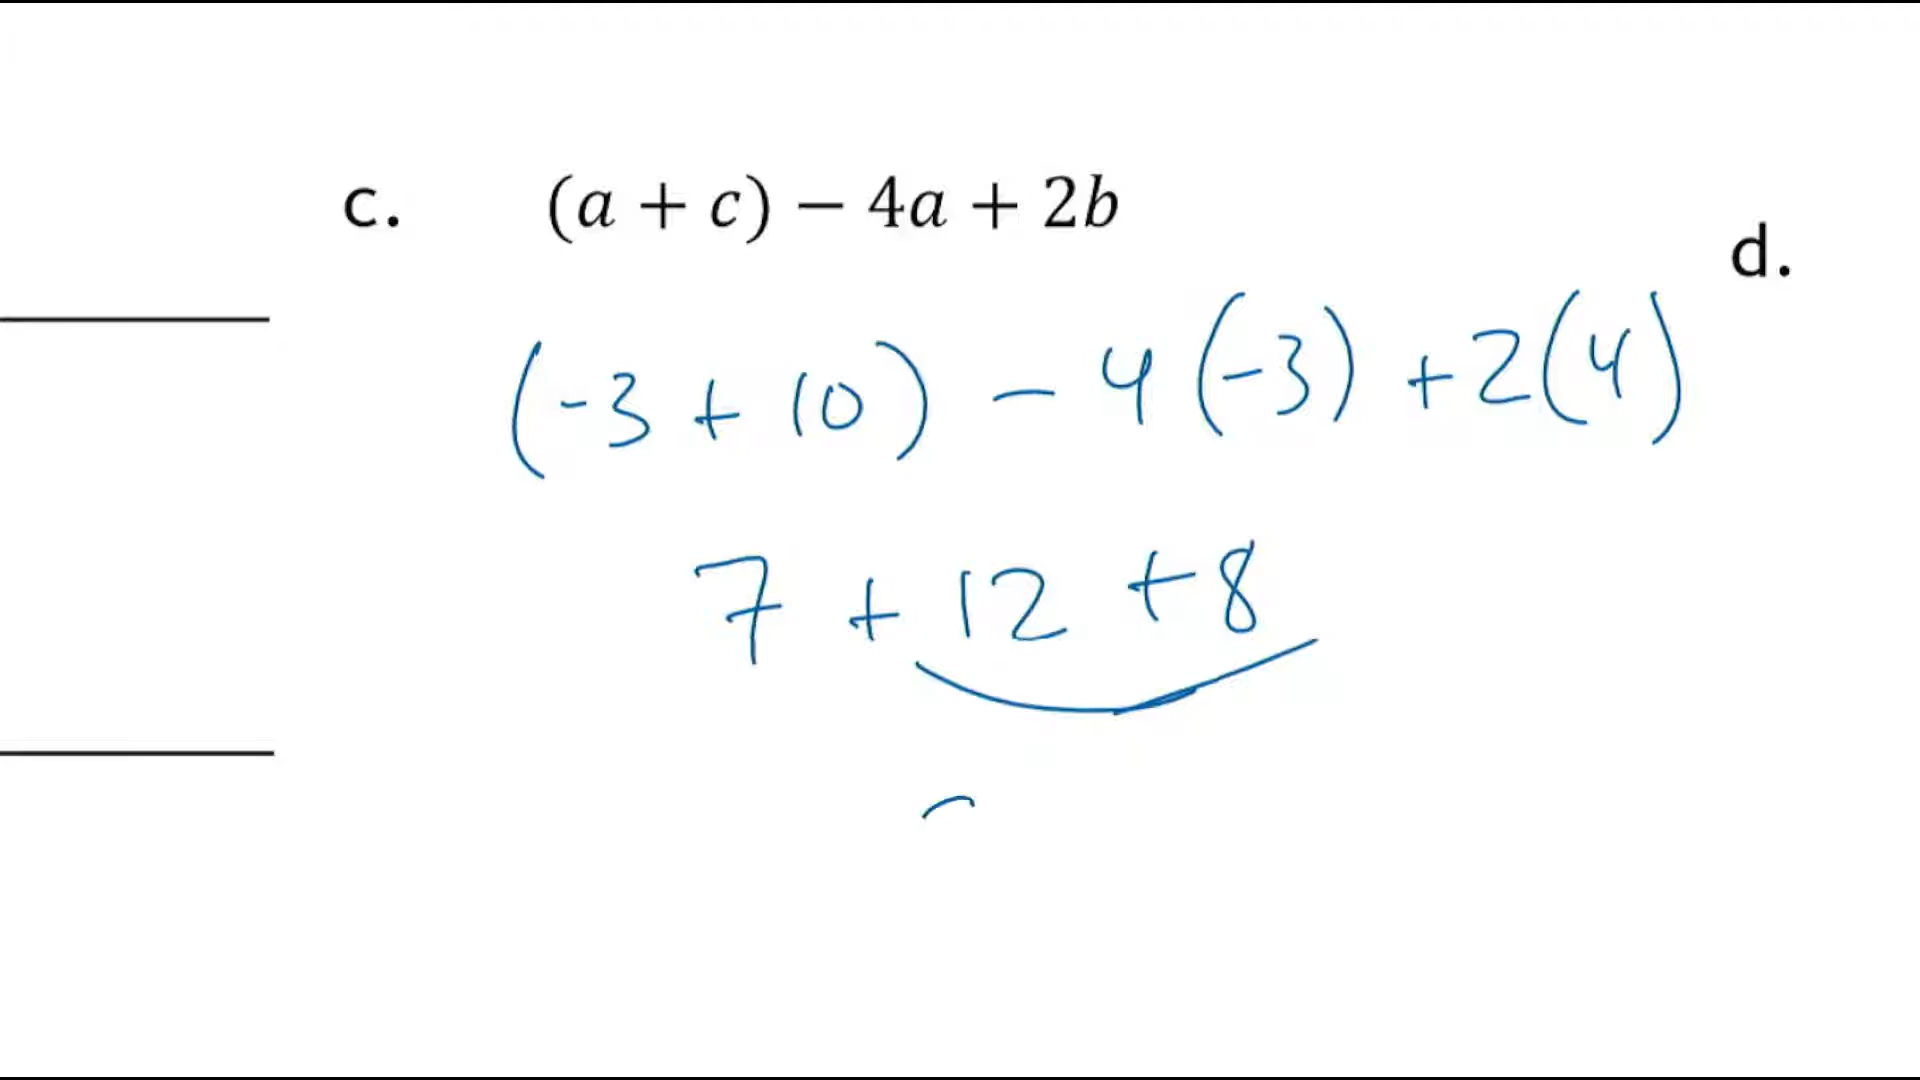 c. (a + c) − 4a + 2b
d.
(-3 + 10) - 4(-3) + 2(4)
7 + 12 + 8